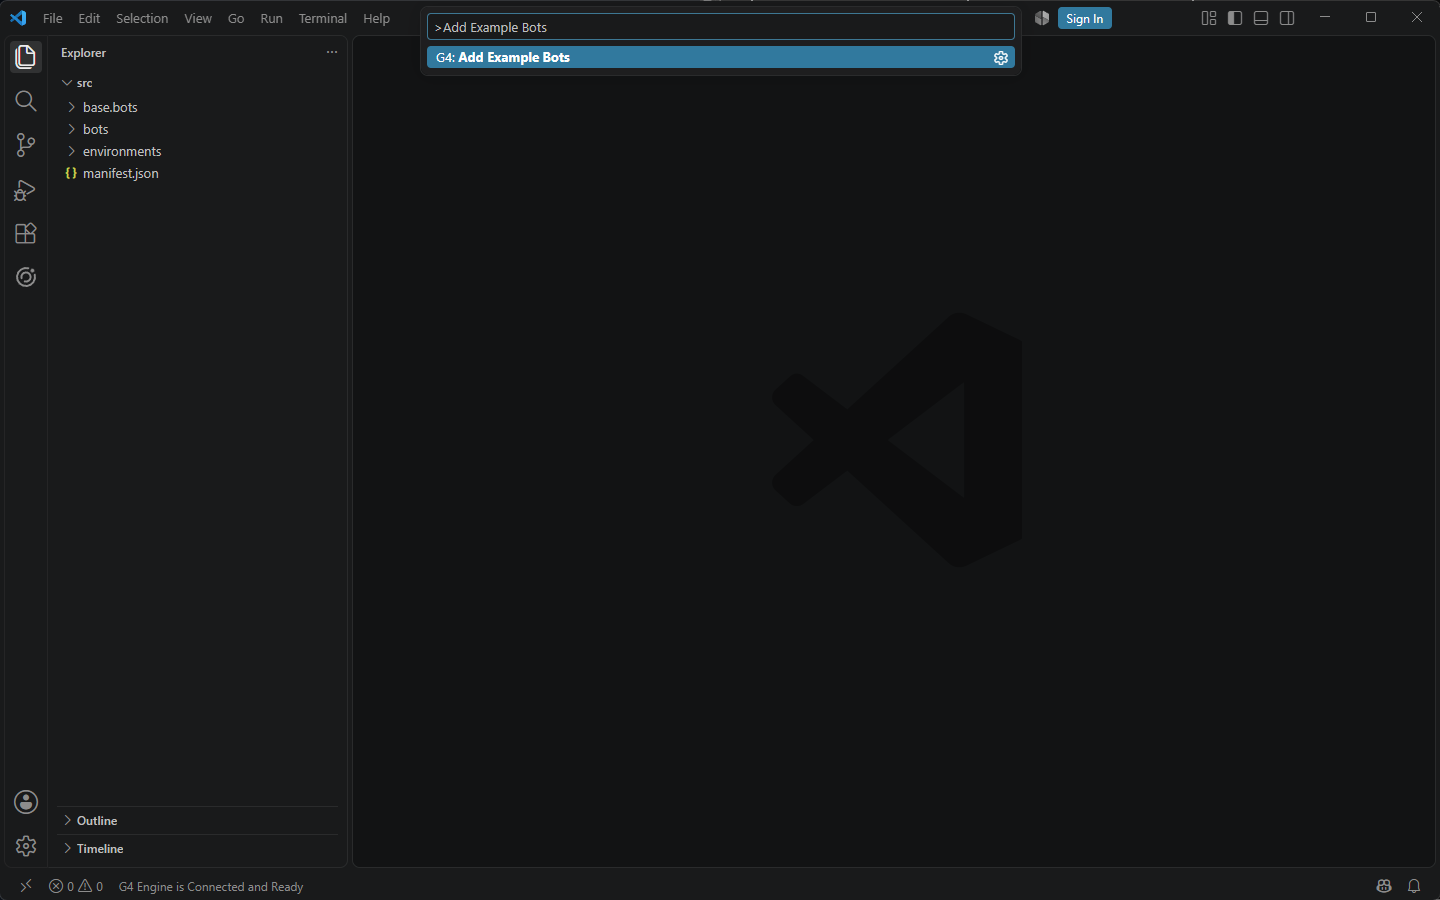 File Edit Selection View Go Run Terminal Help
>Add Example Bots
Sign In
G4: Add Example Bots
Explorer
src
base.bots
bots
environments
{} manifest.json
Outline
Timeline
0 0 G4 Engine is Connected and Ready